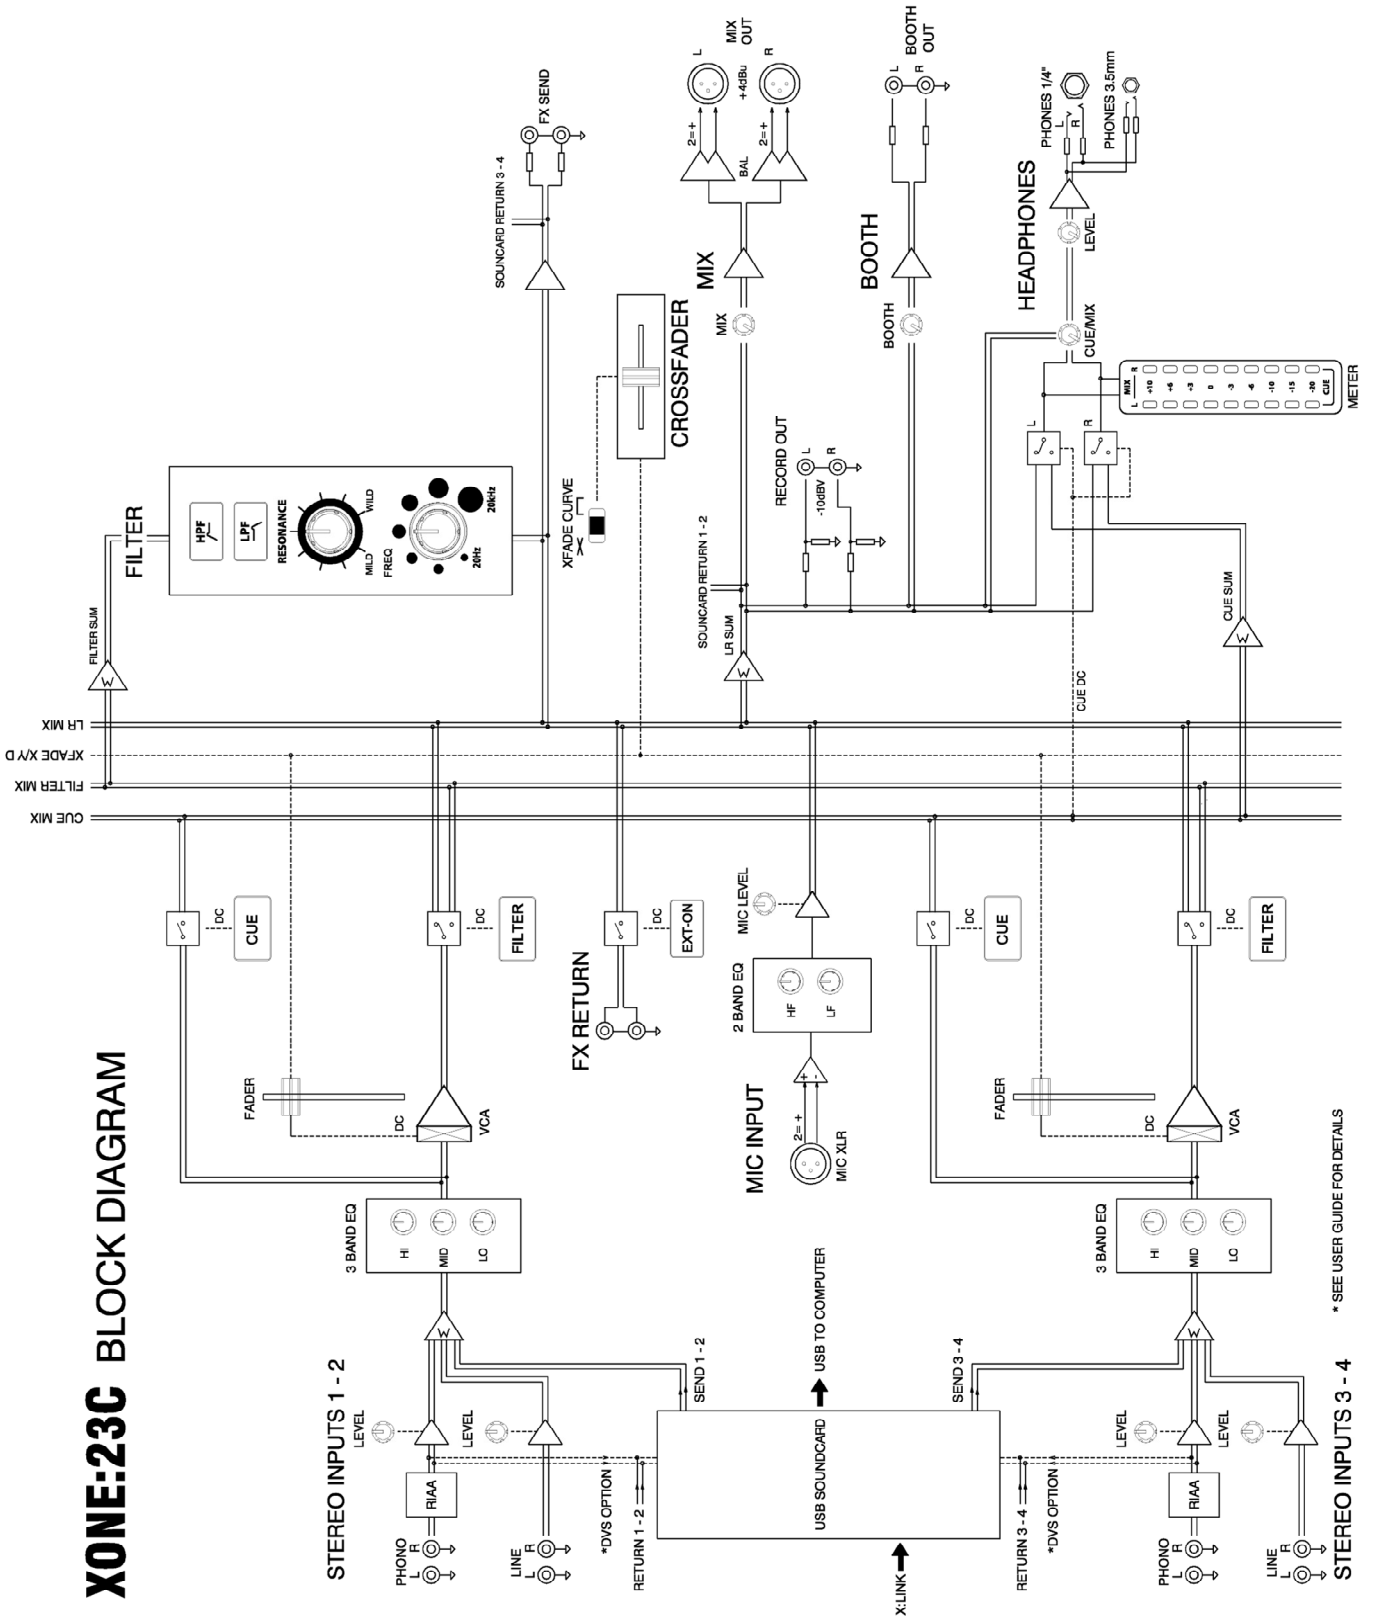 XONE:23C BLOCK DIAGRAM
STEREO INPUTS 1 - 2
PHONO
L
R
RIAA
LEVEL
LINE
L
R
LEVEL
*DVS OPTION
RETURN 1 - 2
SEND 1 - 2
3 BAND EQ
HI
MID
LO
FADER
DC
VCA
DC
CUE
DC
FILTER
CUE MIX
FILTER MIX
XFADE X/Y D
LR MIX
FILTER SUM
FILTER
HPF
LPF
RESONANCE
MILD
WILD
FREQ
20Hz
20kHz
SOUNCARD RETURN 3 - 4
FX SEND
XFADE CURVE
CROSSFADER
FX RETURN
DC
EXT-ON
X:LINK
USB SOUNDCARD
USB TO COMPUTER
MIC INPUT
MIC XLR
2= +
+
-
2 BAND EQ
HF
LF
MIC LEVEL
LR SUM
SOUNCARD RETURN 1 - 2
MIX
MIX
BAL
2=+
2=+
L
R
+4dBu
MIX OUT
RECORD OUT
-10dBV
L
R
BOOTH
BOOTH
L
R
BOOTH OUT
HEADPHONES
CUE/MIX
LEVEL
PHONES 1/4"
L
R
PHONES 3.5mm
L
R
METER
L
MIX
R
+10
+6
+3
0
-3
-6
-10
-15
-20
CUE
CUE DC
CUE SUM
STEREO INPUTS 3 - 4
PHONO
L
R
RIAA
LEVEL
LINE
L
R
LEVEL
*DVS OPTION
RETURN 3 - 4
SEND 3 - 4
3 BAND EQ
HI
MID
LO
FADER
DC
VCA
DC
CUE
DC
FILTER
W
W
W
W
W
* SEE USER GUIDE FOR DETAILS